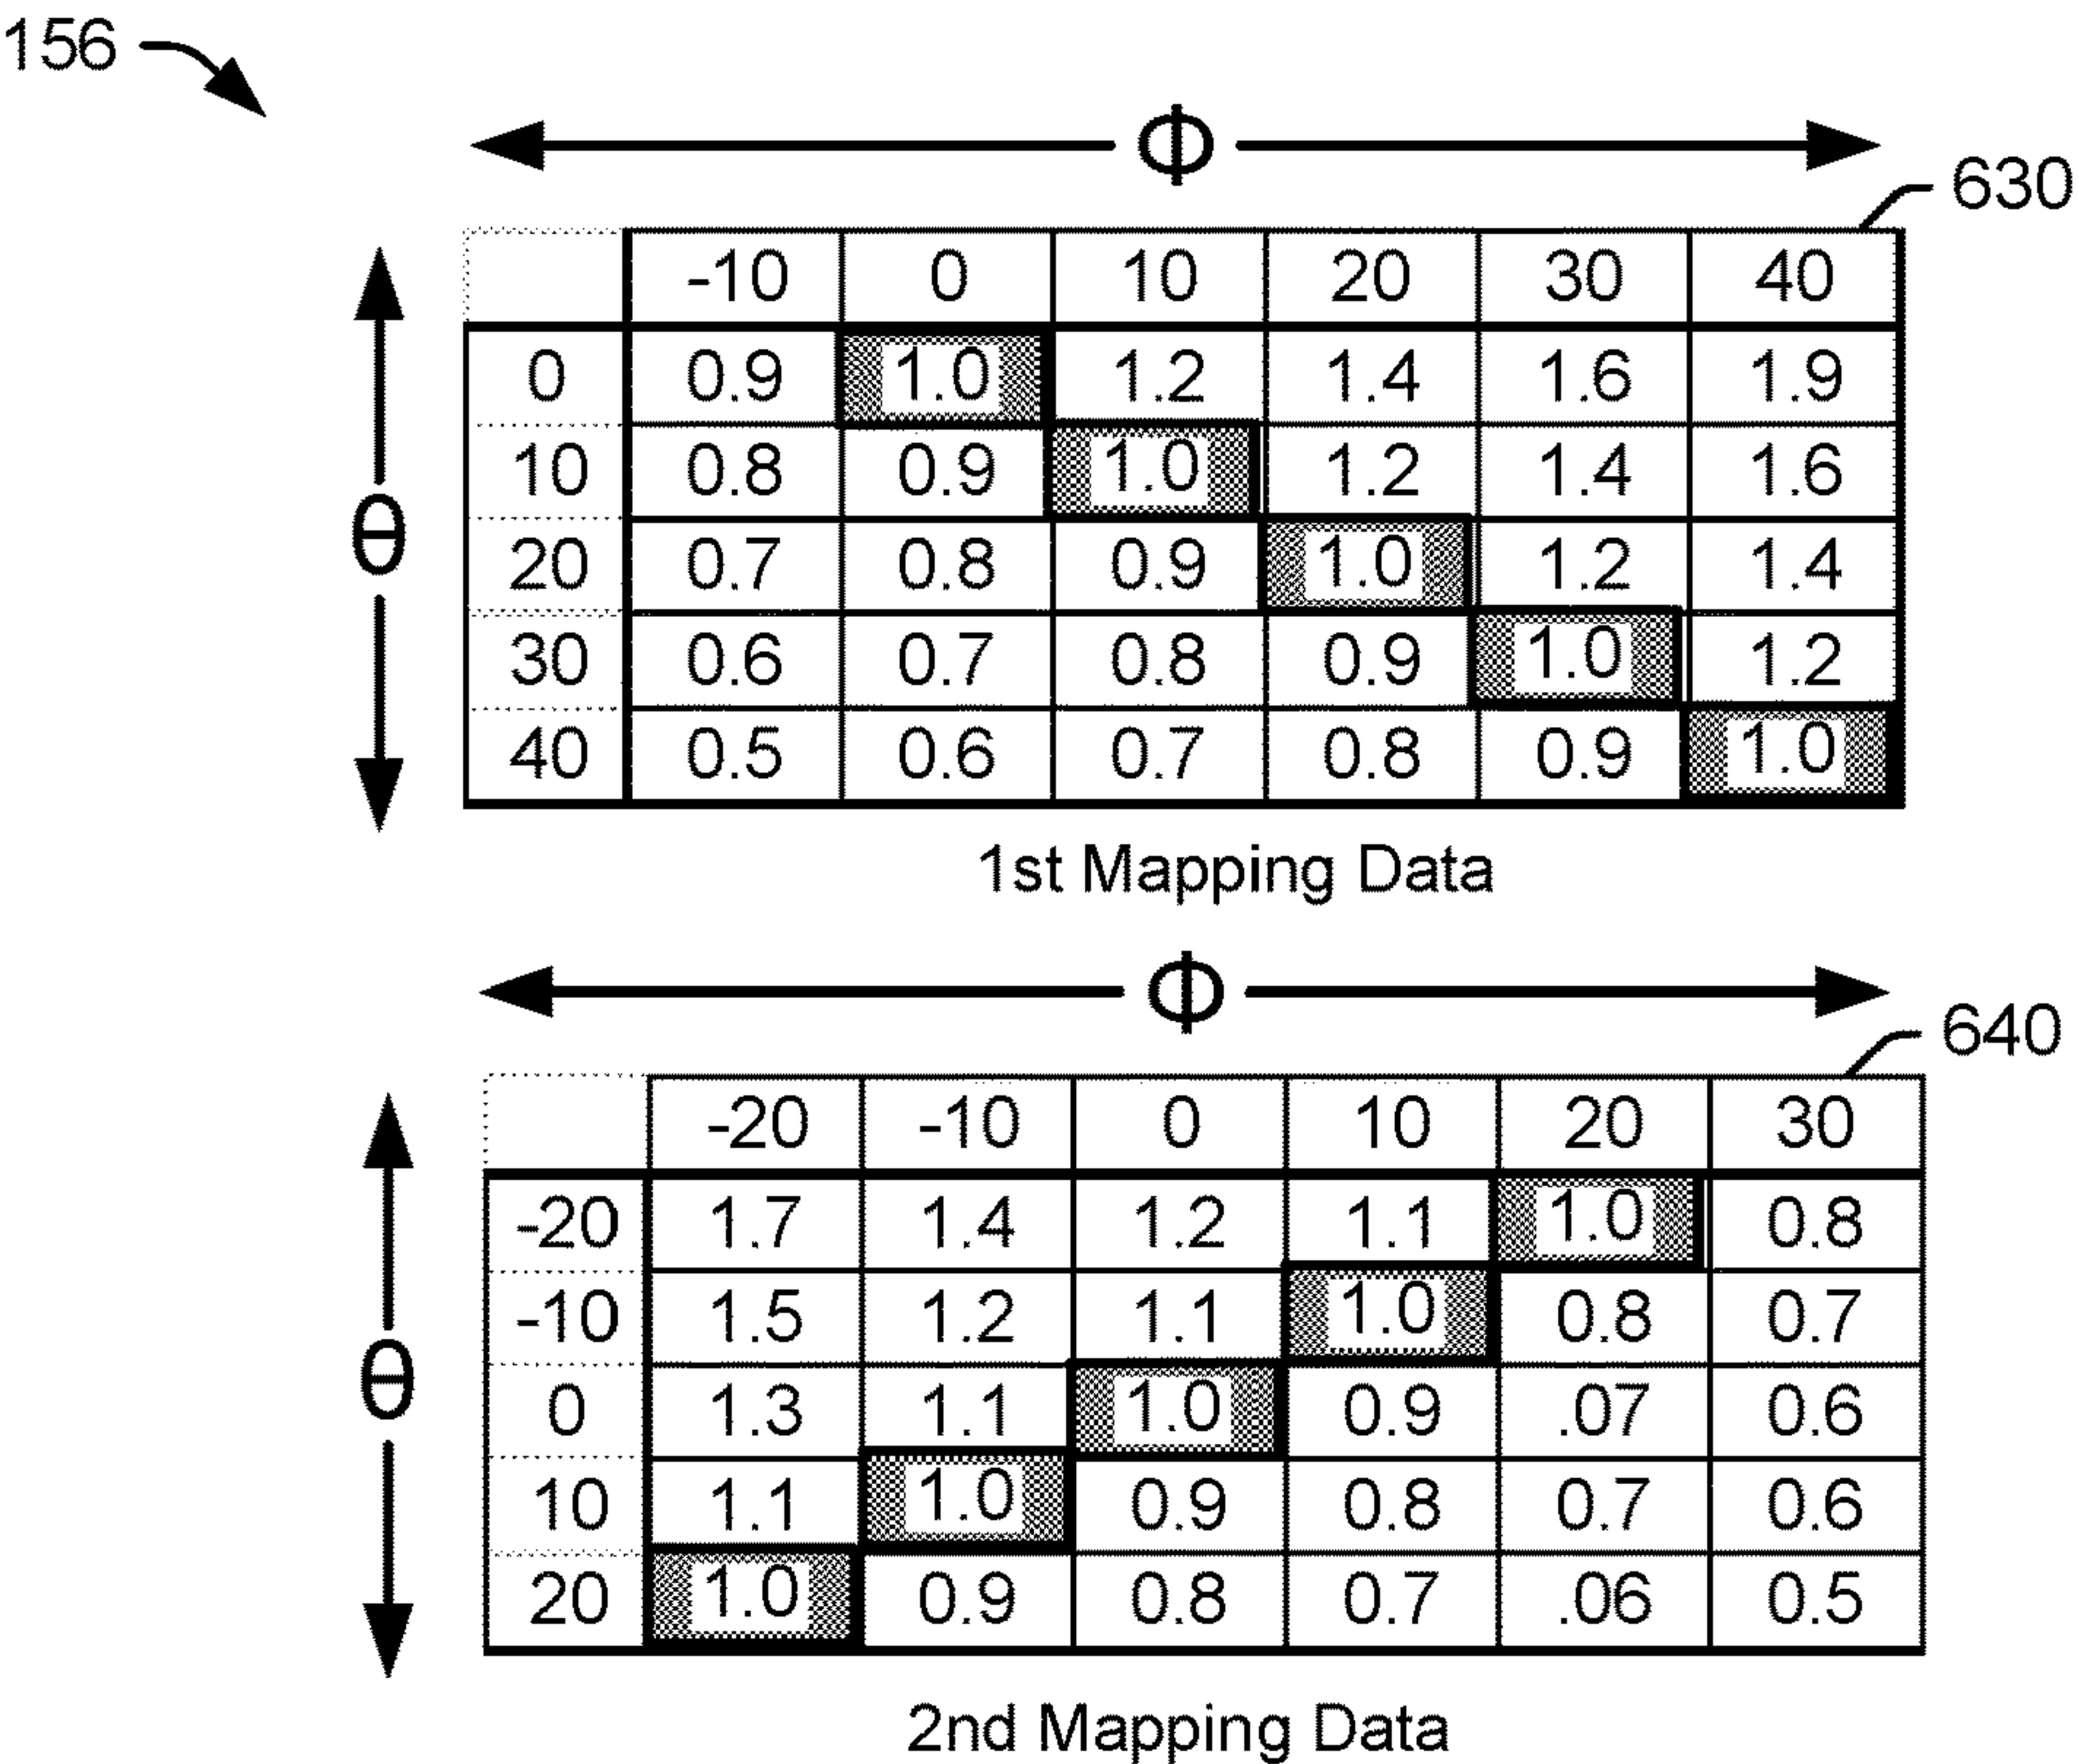 156
Φ
630
-10 0 10 20 30 40
0 0.9 1.0 1.2 1.4 1.6 1.9
10 0.8 0.9 1.0 1.2 1.4 1.6
θ
20 0.7 0.8 0.9 1.0 1.2 1.4
30 0.6 0.7 0.8 0.9 1.0 1.2
40 0.5 0.6 0.7 0.8 0.9 1.0
1st Mapping Data
Φ
640
-20 -10 0 10 20 30
-20 1.7 1.4 1.2 1.1 1.0 0.8
-10 1.5 1.2 1.1 1.0 0.8 0.7
θ
0 1.3 1.1 1.0 0.9 .07 0.6
10 1.1 1.0 0.9 0.8 0.7 0.6
20 1.0 0.9 0.8 0.7 .06 0.5
2nd Mapping Data